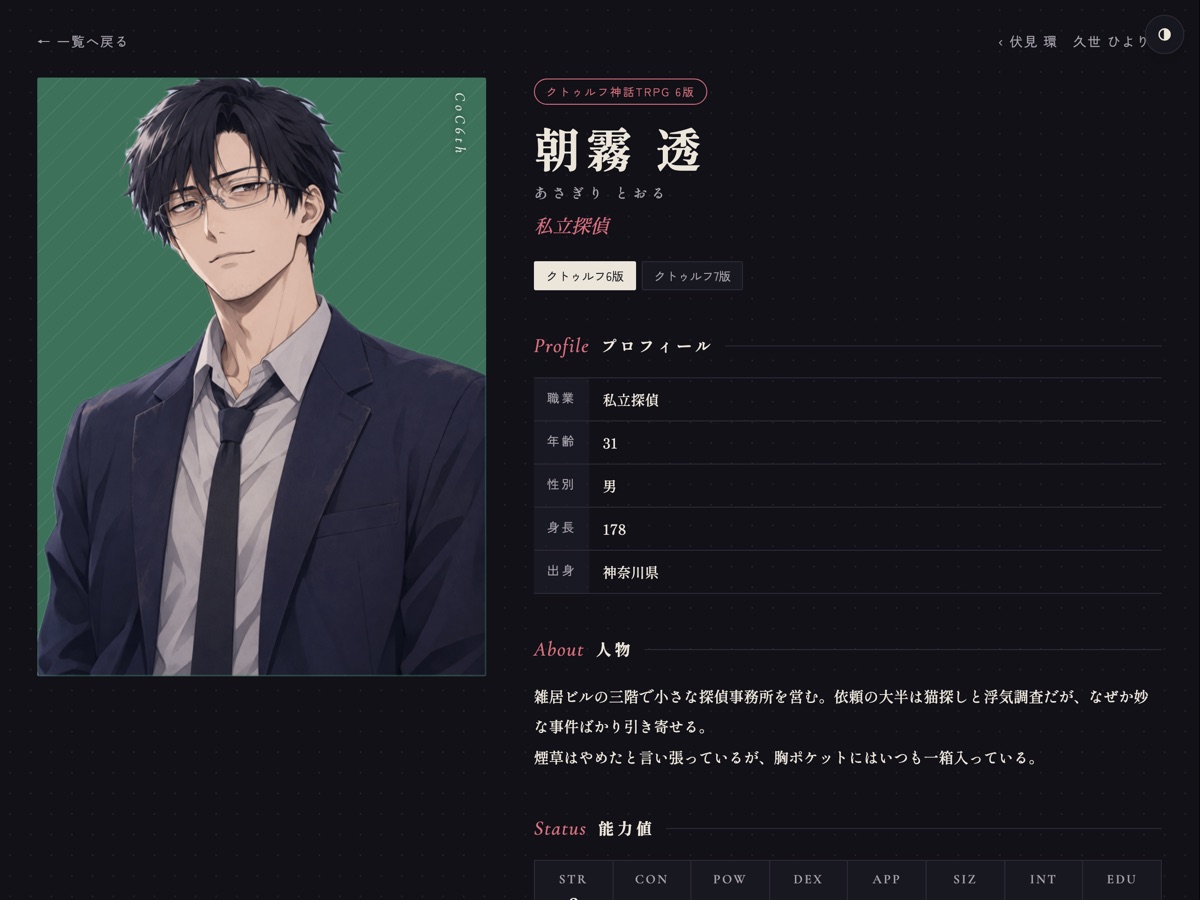 ← 一覧へ戻る
‹ 伏見 環 久世 ひより
CoC6th
クトゥルフ神話TRPG 6版
朝霧 透
あさぎり とおる
私立探偵
クトゥルフ6版 クトゥルフ7版
Profile プロフィール
職業 私立探偵
年齢 31
性別 男
身長 178
出身 神奈川県
About 人物
雑居ビルの三階で小さな探偵事務所を営む。依頼の大半は猫探しと浮気調査だが、なぜか妙
な事件ばかり引き寄せる。
煙草はやめたと言い張っているが、胸ポケットにはいつも一箱入っている。
Status 能力値
STR CON POW DEX APP SIZ INT EDU